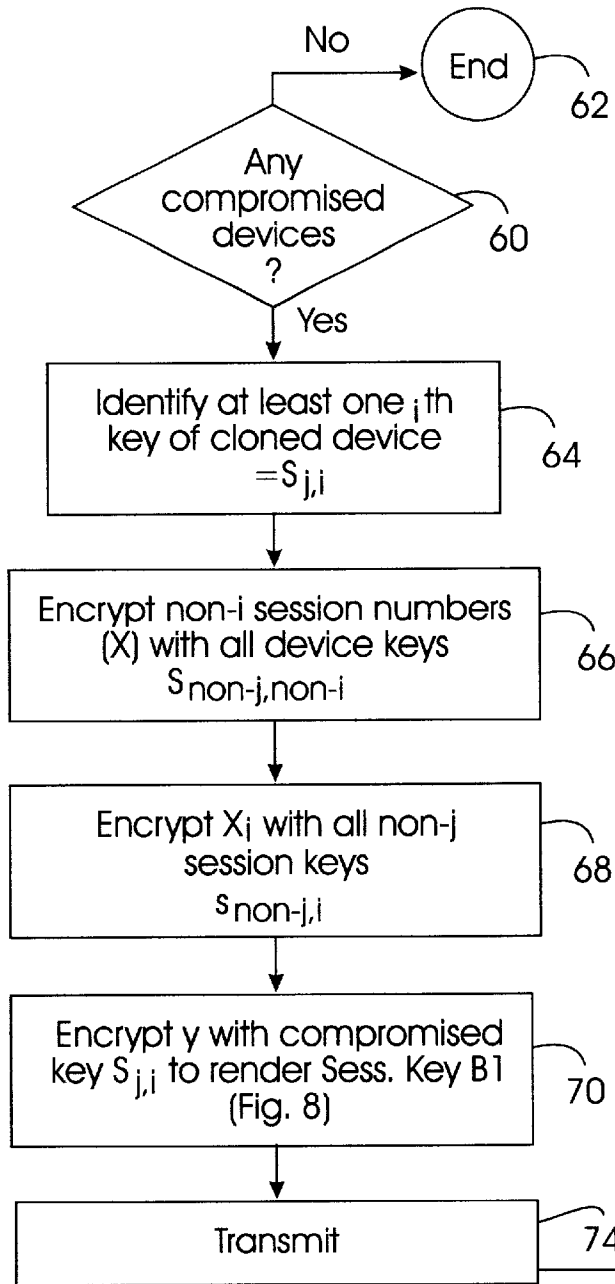 No
End
62
Any
compromised
devices
?
60
Yes
Identify at least one ith
key of cloned device
=Sj,i
64
Encrypt non-i session numbers
(X) with all device keys
Snon-j,non-i
66
Encrypt Xi with all non-j
session keys
snon-j,i
68
Encrypt y with compromised
key Sj,i to render Sess. Key B1
(Fig. 8)
70
Transmit
74